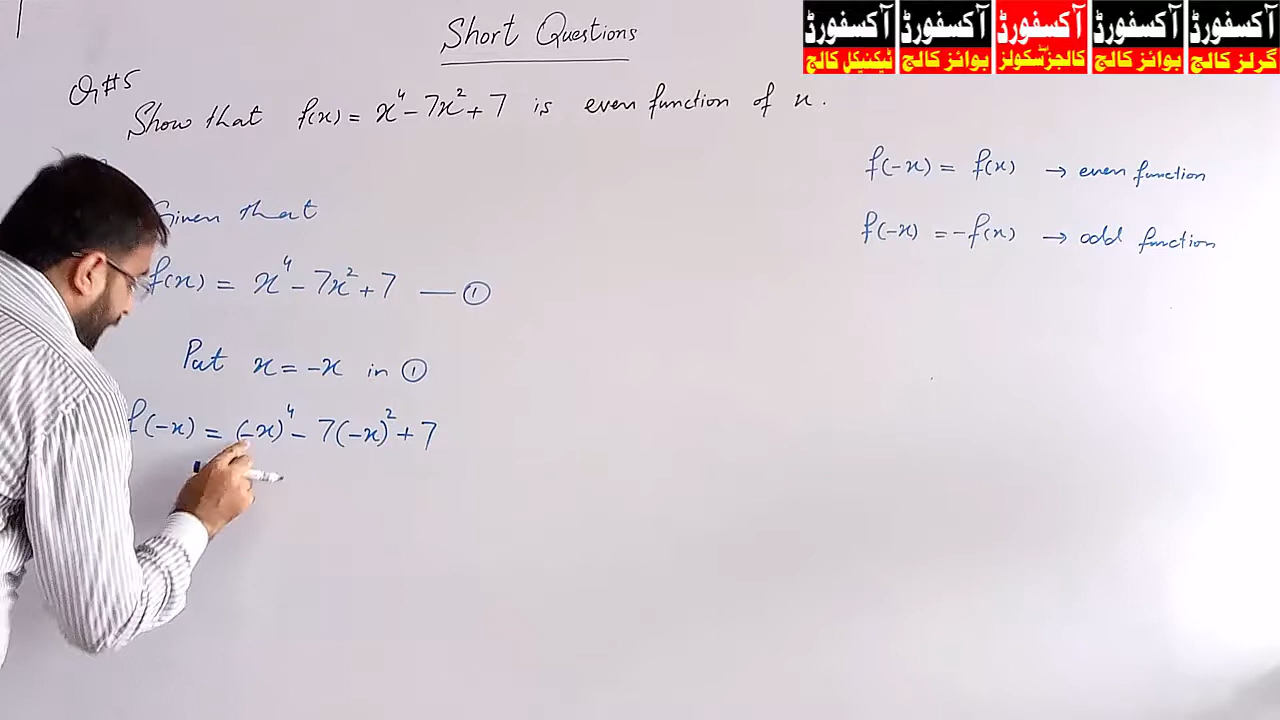 Short Questions
آکسفورڈ ٹیکنیکل کالج
آکسفورڈ بوائز کالج
آکسفورڈ کالجز سکولز
آکسفورڈ بوائز کالج
آکسفورڈ گرلز کالج
Q#5
Show that f(x) = x⁴ - 7x² + 7 is even function of x.
f(-x) = f(x) → even function
f(-x) = -f(x) → odd function
Given that
f(x) = x⁴ - 7x² + 7 — ①
Put x = -x in ①
f(-x) = (-x)⁴ - 7(-x)² + 7